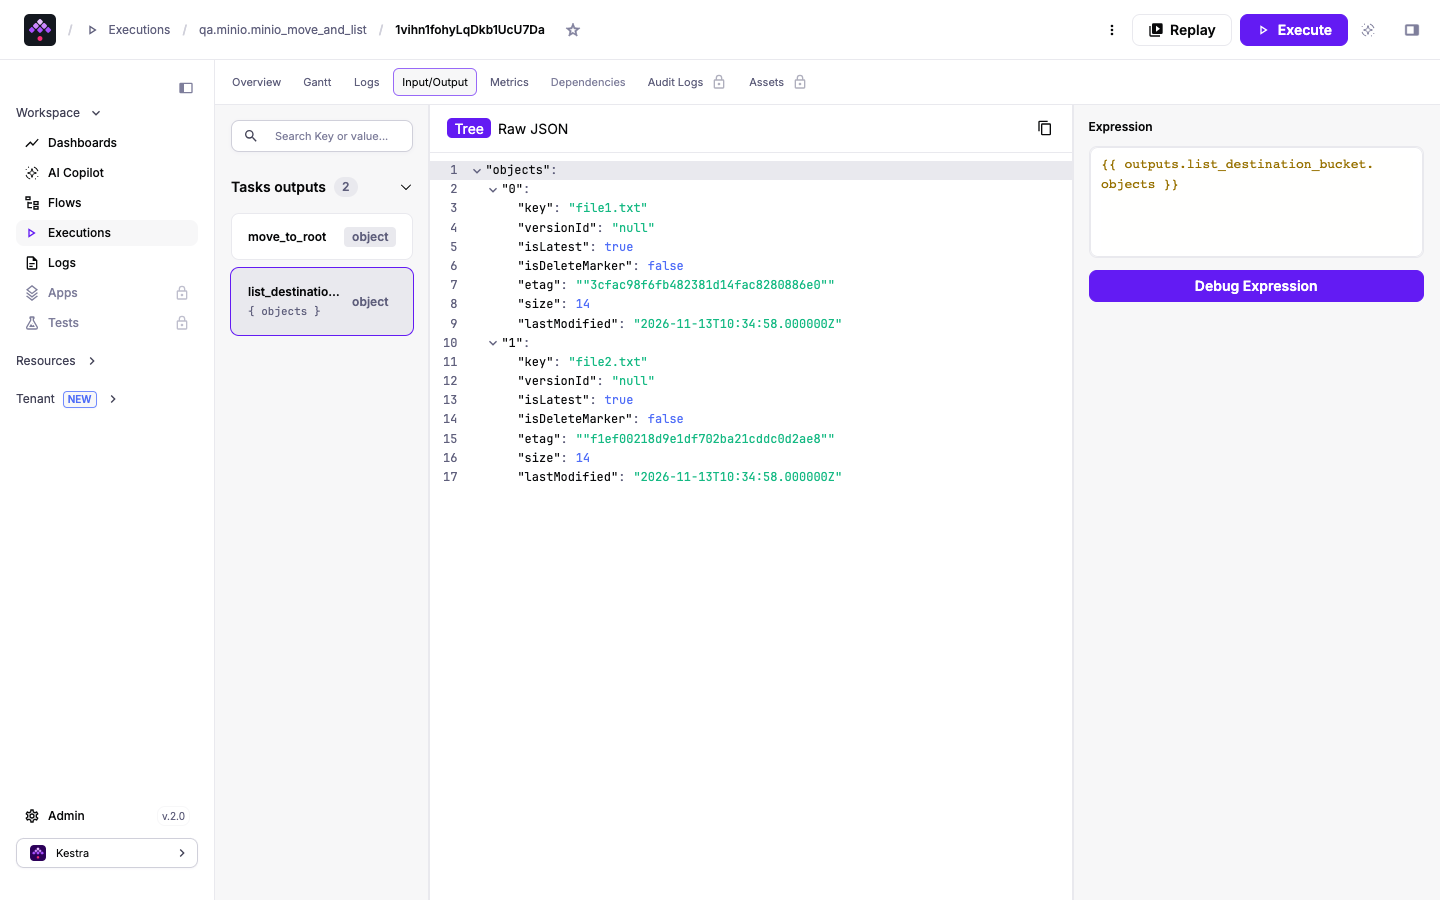 / Executions / qa.minio.minio_move_and_list / 1vihn1fohyLqDkb1UcU7Da
Replay
Execute
Workspace
Dashboards
AI Copilot
Flows
Executions
Logs
Apps
Tests
Resources
Tenant NEW
Admin v.2.0
Kestra
Overview Gantt Logs Input/Output Metrics Dependencies Audit Logs Assets
Search Key or value...
Tasks outputs 2
move_to_root object
list_destinatio... object
{ objects }
Tree Raw JSON
1 "objects":
2 "0":
3 "key": "file1.txt"
4 "versionId": "null"
5 "isLatest": true
6 "isDeleteMarker": false
7 "etag": ""3cfac98f6fb482381d14fac8280886e0""
8 "size": 14
9 "lastModified": "2026-11-13T10:34:58.000000Z"
10 "1":
11 "key": "file2.txt"
12 "versionId": "null"
13 "isLatest": true
14 "isDeleteMarker": false
15 "etag": ""f1ef00218d9e1df702ba21cddc0d2ae8""
16 "size": 14
17 "lastModified": "2026-11-13T10:34:58.000000Z"
Expression
{{ outputs.list_destination_bucket.
objects }}
Debug Expression